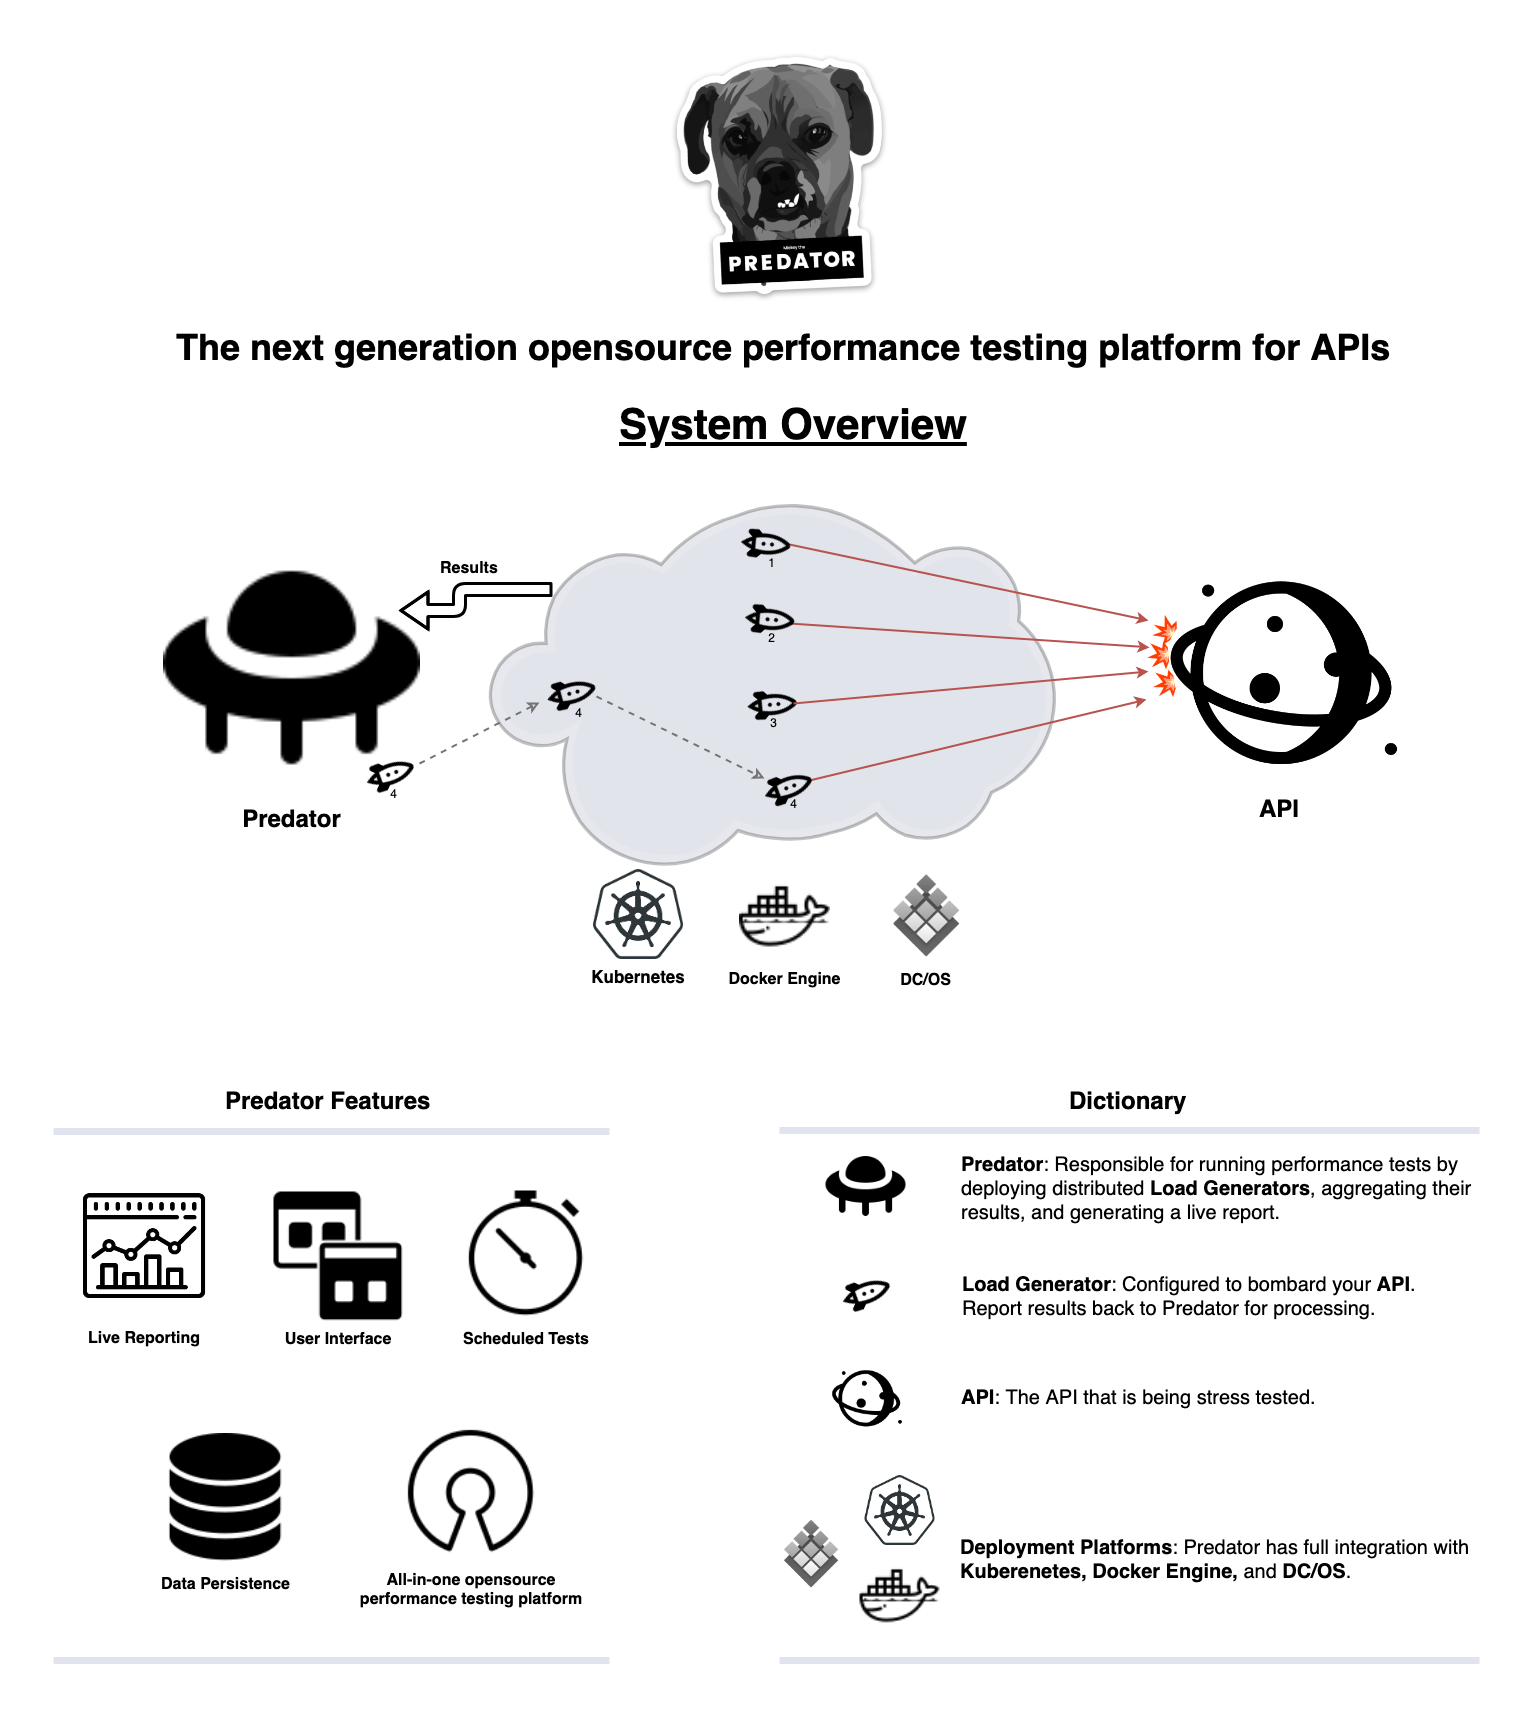 Mickey the
PREDATOR
The next generation opensource performance testing platform for APIs
System Overview
Results
1
2
3
4
4
4
Predator
API
Kubernetes
Docker Engine
DC/OS
Predator Features
Live Reporting
User Interface
Scheduled Tests
Data Persistence
All-in-one opensource
performance testing platform
Dictionary
Predator: Responsible for running performance tests by
deploying distributed Load Generators, aggregating their
results, and generating a live report.
Load Generator: Configured to bombard your API.
Report results back to Predator for processing.
API: The API that is being stress tested.
Deployment Platforms: Predator has full integration with
Kuberenetes, Docker Engine, and DC/OS.